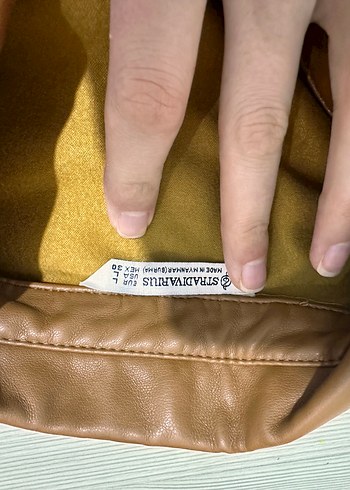 STRADIVARIUS
MADE IN MYANMAR (BURMA)
EUR L
USA L
MEX 30